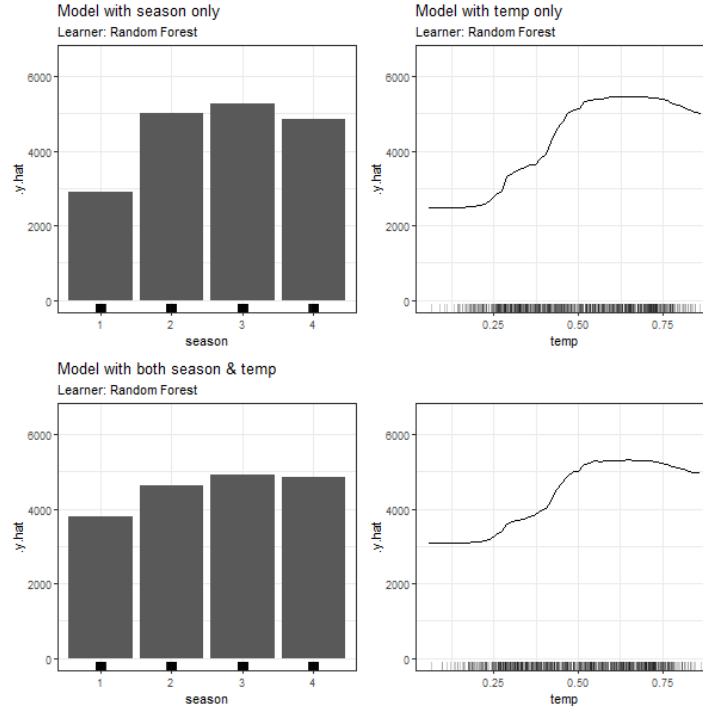 Model with season only
Learner: Random Forest
.y.hat
6000
4000
2000
0
1 2 3 4
season
Model with temp only
Learner: Random Forest
.y.hat
6000
4000
2000
0
0.25 0.50 0.75
temp
Model with both season & temp
Learner: Random Forest
.y.hat
6000
4000
2000
0
1 2 3 4
season
.y.hat
6000
4000
2000
0
0.25 0.50 0.75
temp